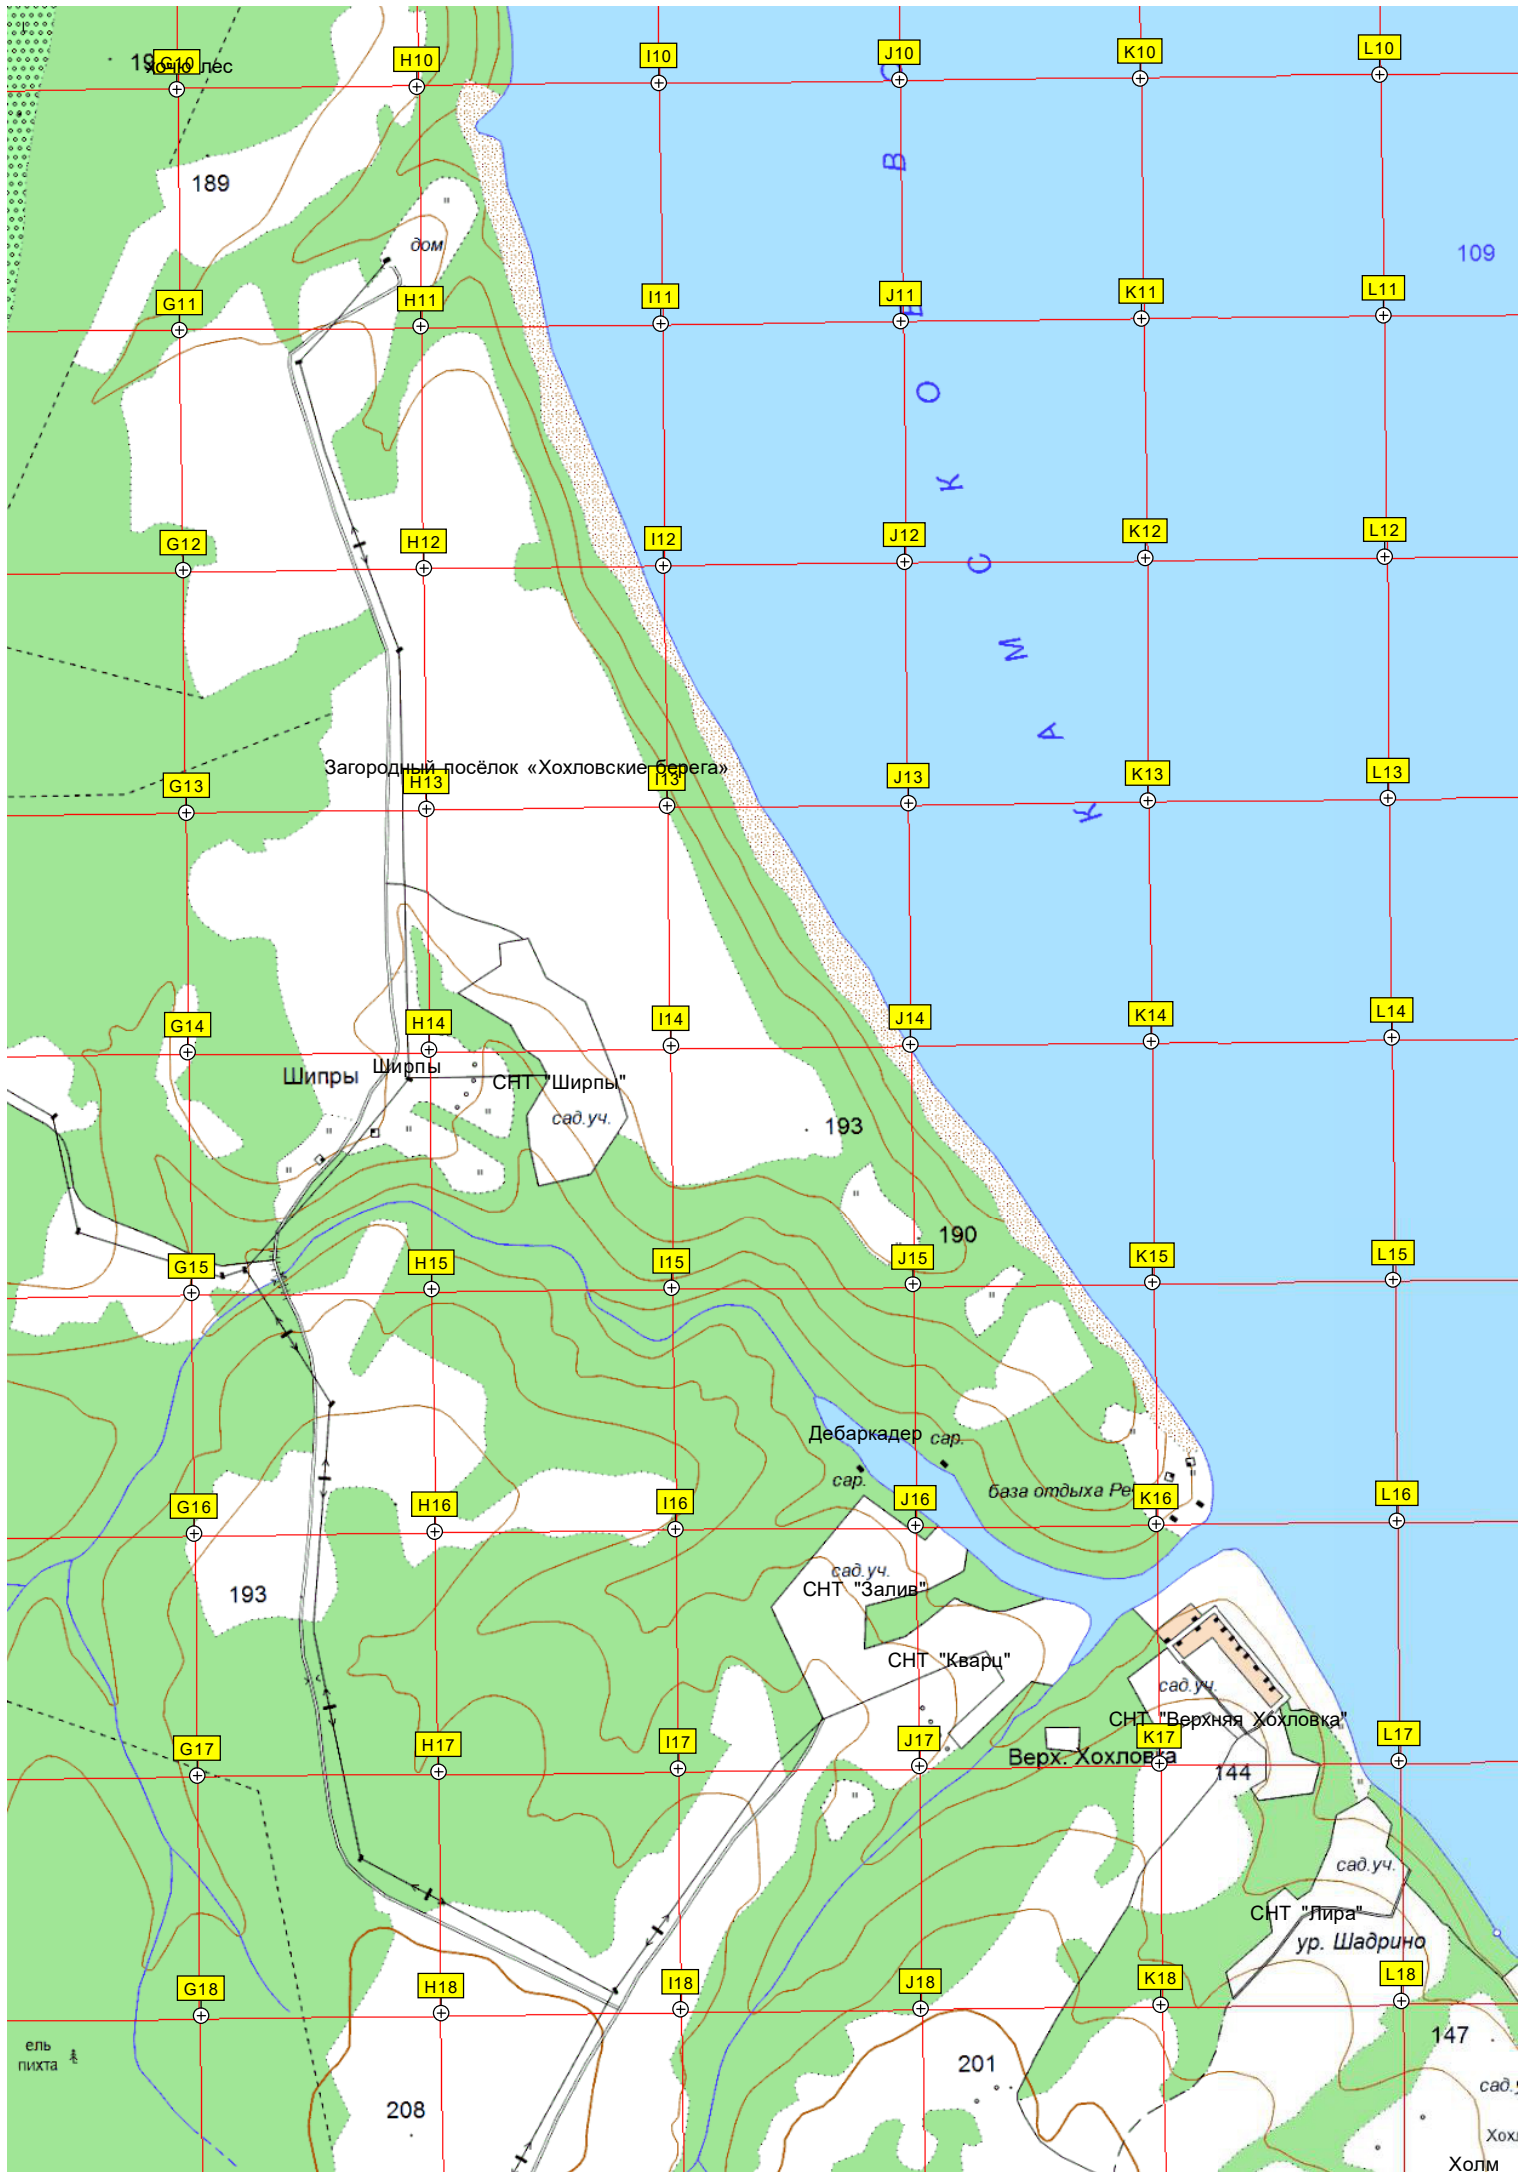 G10
H10
I10
J10
K10
L10
хочю лес
189
дом
109
G11
H11
I11
J11
K11
L11
G12
H12
I12
J12
K12
L12
К А М С К О Е В
Загородный посёлок «Хохловские берега»
G13
H13
I13
J13
K13
L13
G14
H14
I14
J14
K14
L14
Шипры
Ширпы
СНТ "Ширпы"
сад.уч.
193
190
G15
H15
I15
J15
K15
L15
Дебаркадер
сар.
сар.
база отдыха
G16
H16
I16
J16
K16
L16
193
сад.уч.
СНТ "Залив"
СНТ "Кварц"
сад.уч.
СНТ "Верхняя Хохловка"
G17
H17
I17
J17
K17
L17
Верх. Хохловка
144
сад.уч.
СНТ "Лира"
ур. Шадрино
G18
H18
I18
J18
K18
L18
ель
пихта
208
201
147
Холм